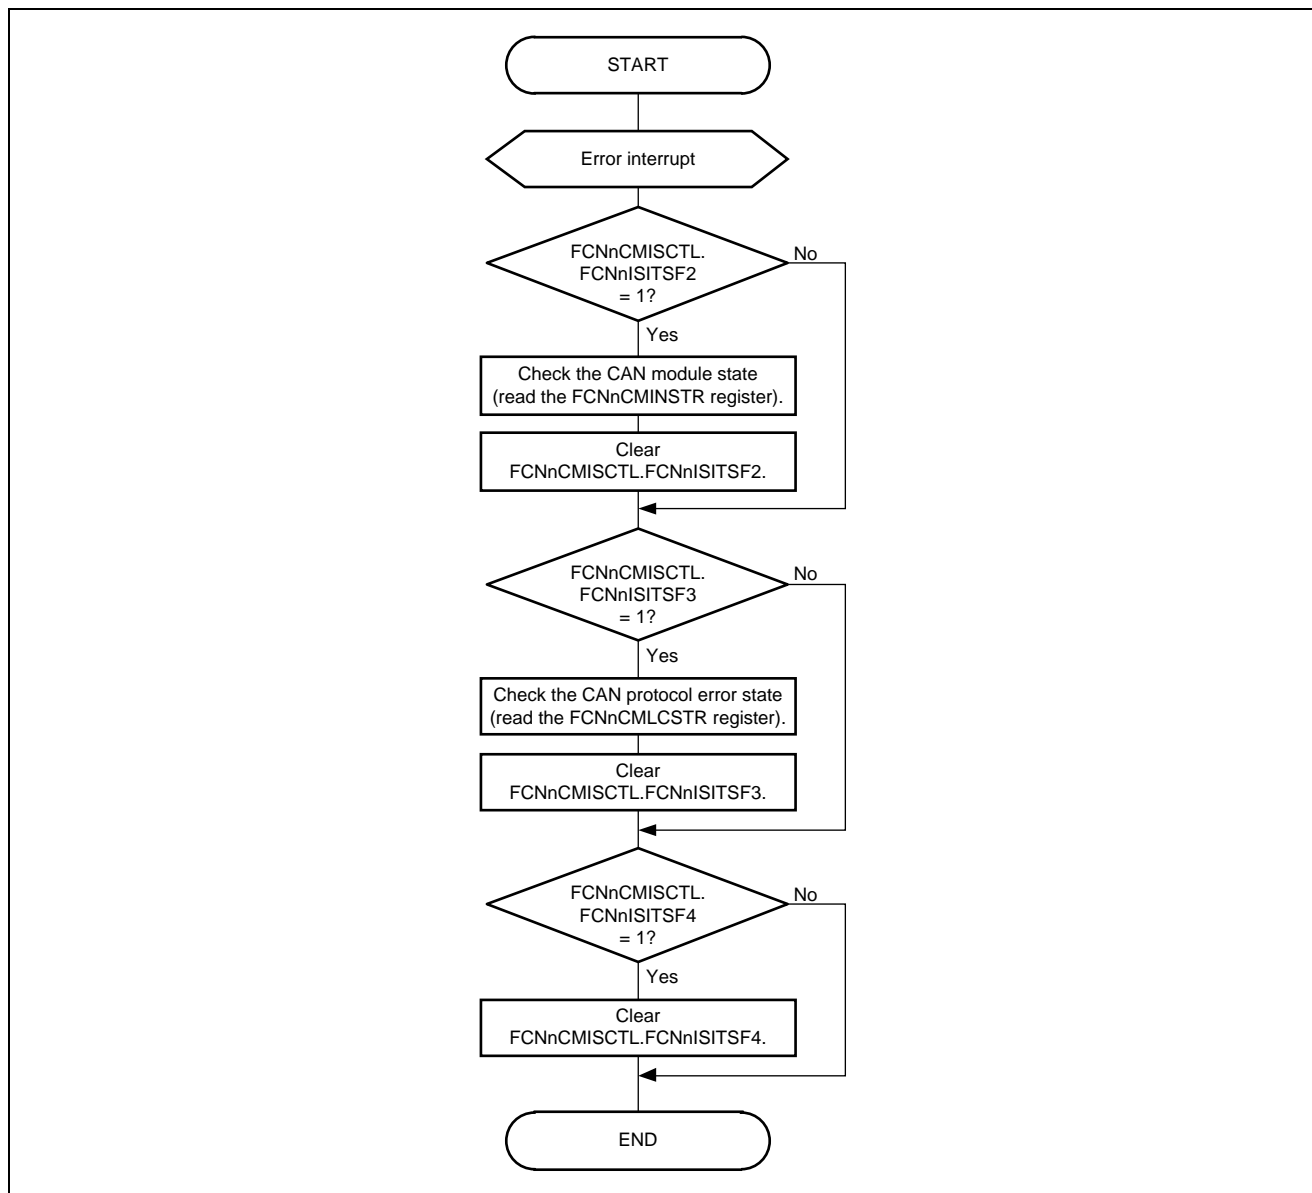 START
Error interrupt
FCNnCMISCTL.
FCNnISITSF2
= 1?
No
Yes
Check the CAN module state
(read the FCNnCMINSTR register).
Clear
FCNnCMISCTL.FCNnISITSF2.
FCNnCMISCTL.
FCNnISITSF3
= 1?
No
Yes
Check the CAN protocol error state
(read the FCNnCMLCSTR register).
Clear
FCNnCMISCTL.FCNnISITSF3.
FCNnCMISCTL.
FCNnISITSF4
= 1?
No
Yes
Clear
FCNnCMISCTL.FCNnISITSF4.
END